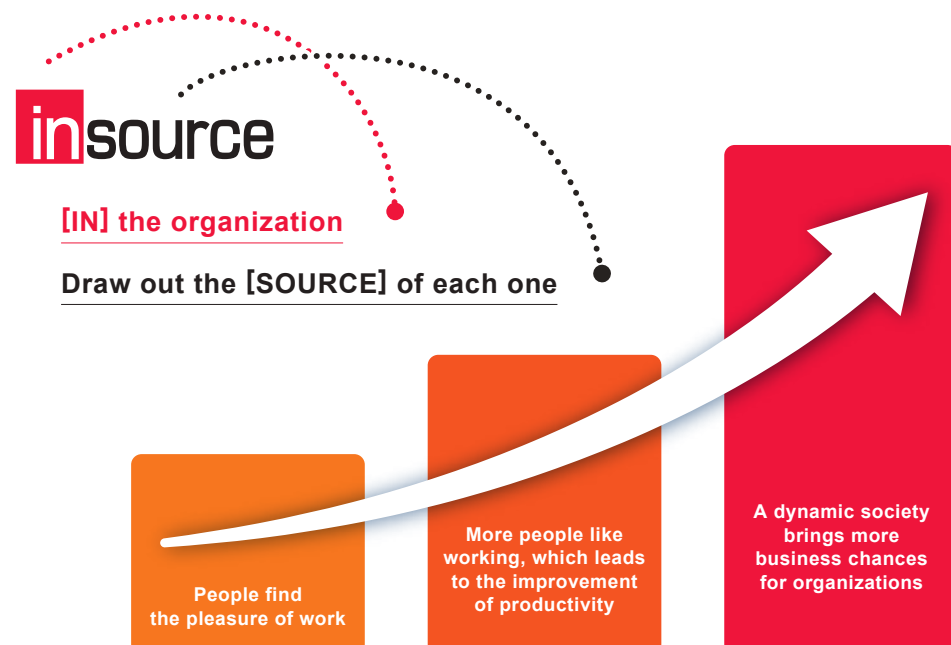 insource
[IN] the organization
Draw out the [SOURCE] of each one
People find
the pleasure of work
More people like
working, which leads
to the improvement
of productivity
A dynamic society
brings more
business chances
for organizations